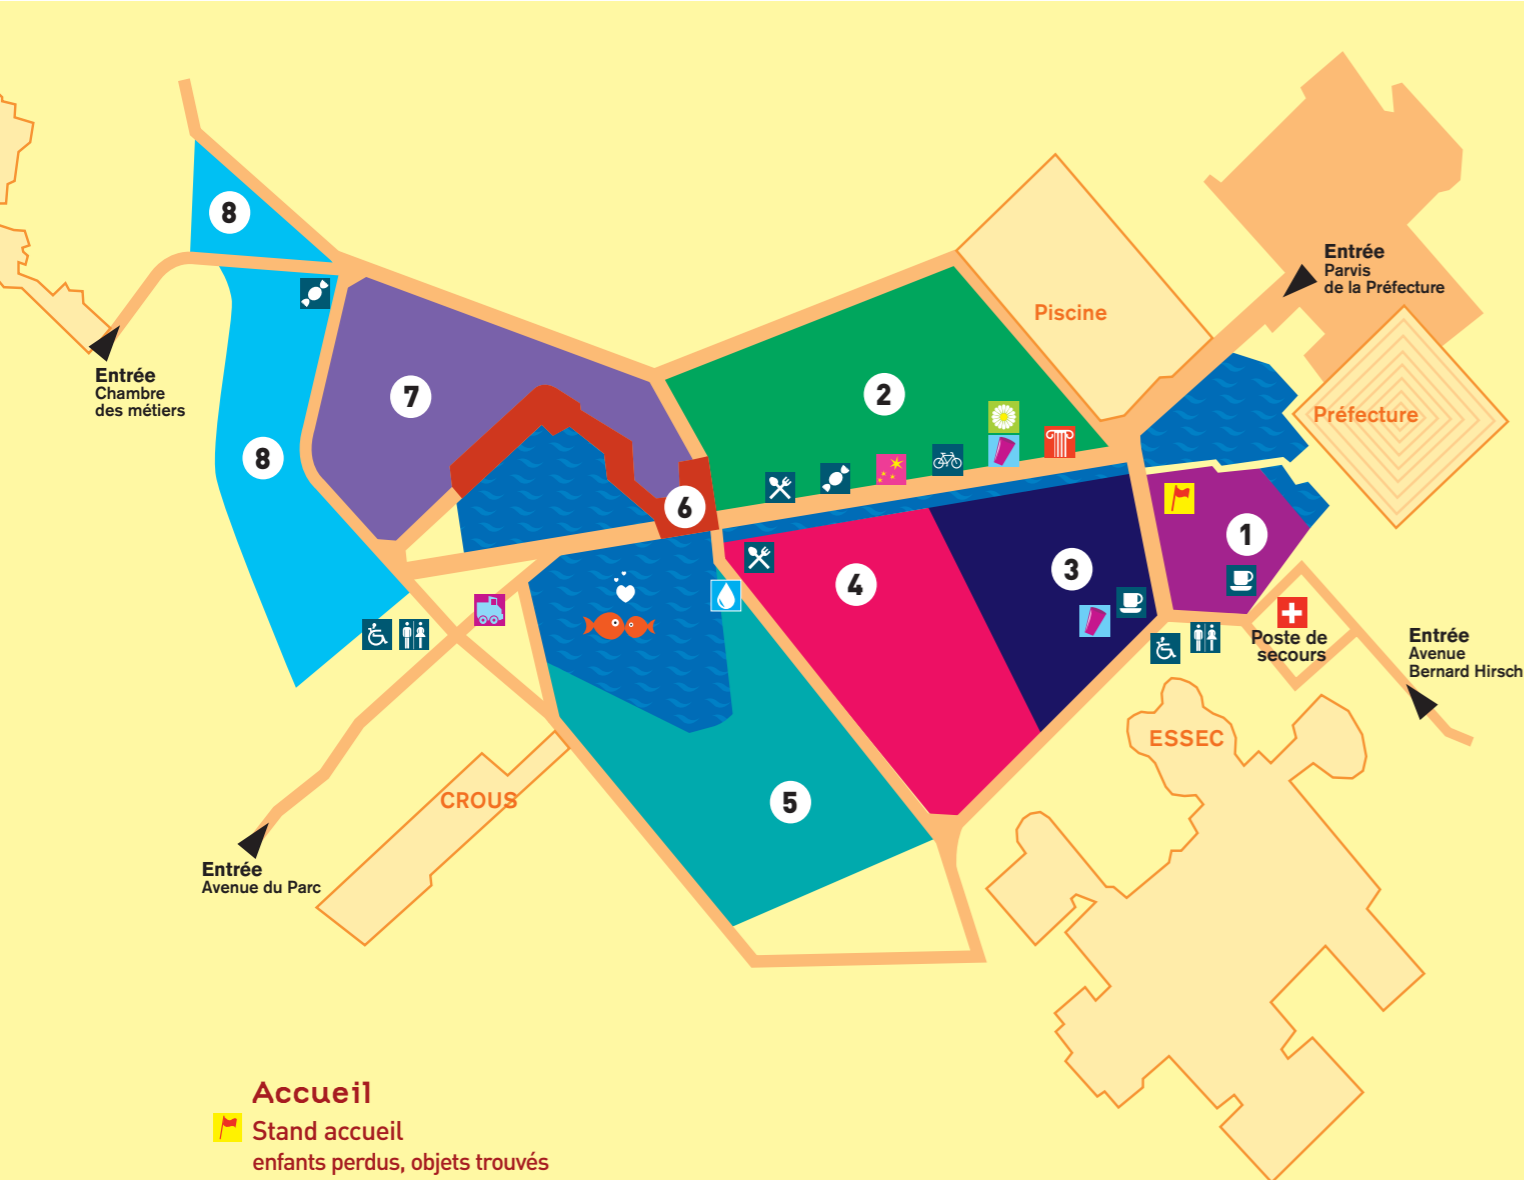 8
Entrée
Parvis
de la Préfecture
Piscine
Entrée
Chambre
des métiers
7
2
Préfecture
8
6
1
4
3
Poste de
secours
Entrée
Avenue
Bernard Hirsch
ESSEC
CROUS
5
Entrée
Avenue du Parc
Accueil
Stand accueil
enfants perdus, objets trouvés